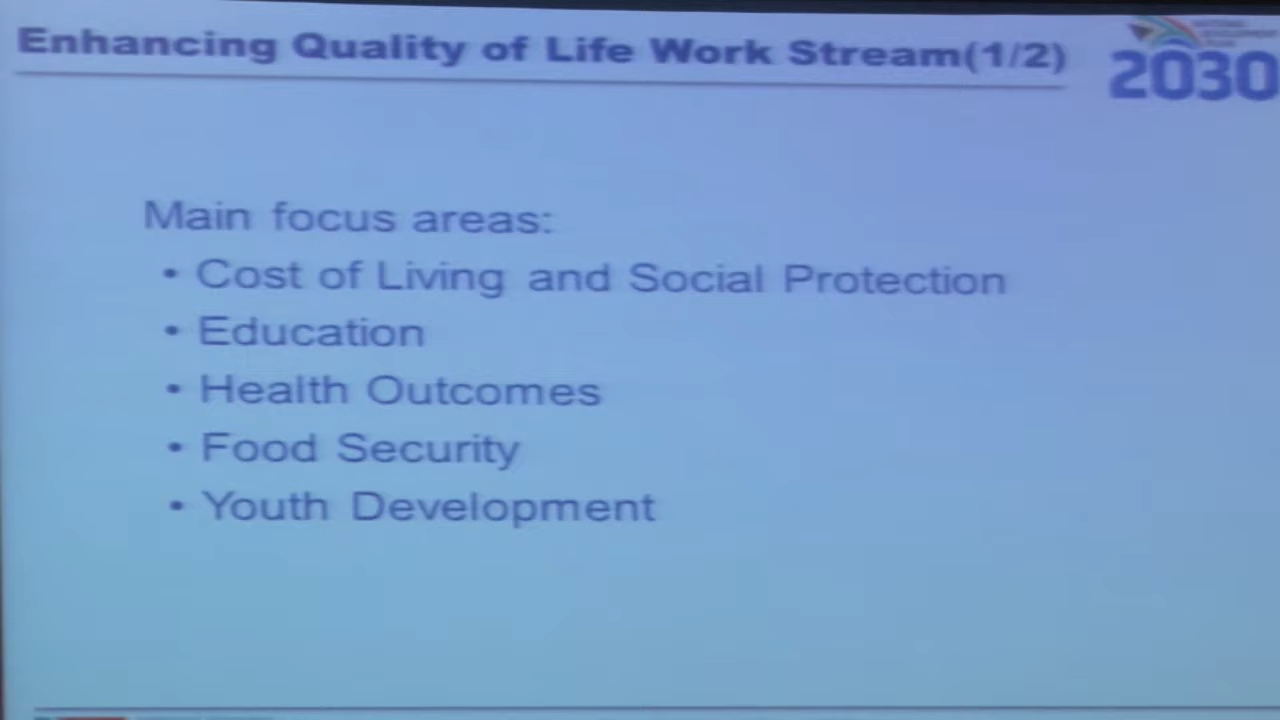 Enhancing Quality of Life Work Stream(1/2)
2030
Main focus areas:
• Cost of Living and Social Protection
• Education
• Health Outcomes
• Food Security
• Youth Development